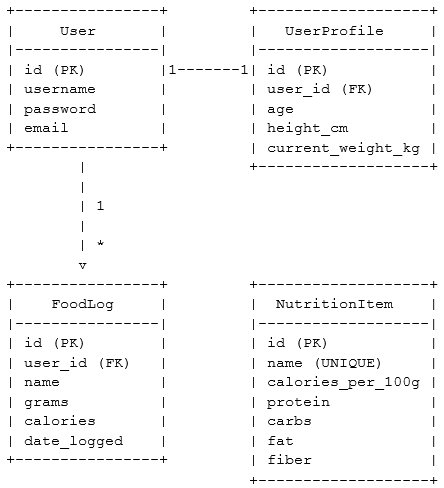 +----------------+         +-------------------+
|      User      |         |    UserProfile    |
|----------------|         |-------------------|
| id (PK)        |1-------1| id (PK)           |
| username       |         | user_id (FK)      |
| password       |         | age               |
| email          |         | height_cm         |
+----------------+         | current_weight_kg |
        |                  +-------------------+
        |
        | 1
        |
        | *
        ▿
+----------------+         +-------------------+
|     FoodLog    |         |   NutritionItem   |
|----------------|         |-------------------|
| id (PK)        |         | id (PK)           |
| user_id (FK)   |         | name (UNIQUE)     |
| name           |         | calories_per_100g |
| grams          |         | protein           |
| calories       |         | carbs             |
| date_logged    |         | fat               |
+----------------+         | fiber             |
                           +-------------------+